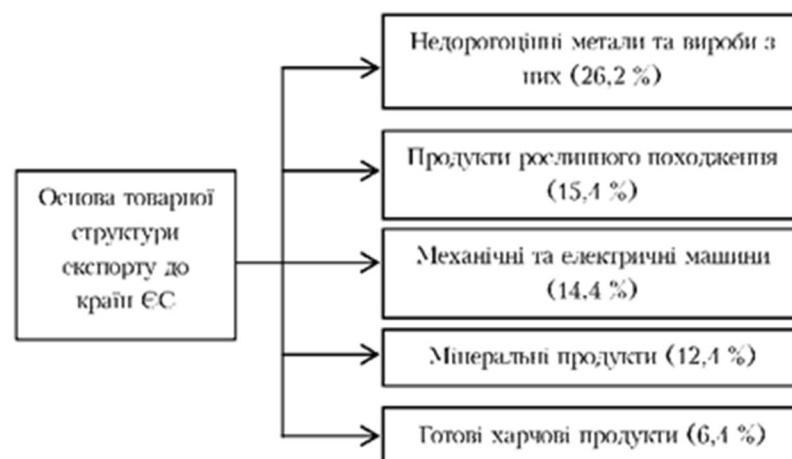 Основа товарної
структури
експорту до
країн ЄС
Недорогоцінні метали та вироби з
них (26,2 %)
Продукти рослинного походження
(15,4 %)
Механічні та електричні машини
(14,4 %)
Мінеральні продукти (12,4 %)
Готові харчові продукти (6,4 %)